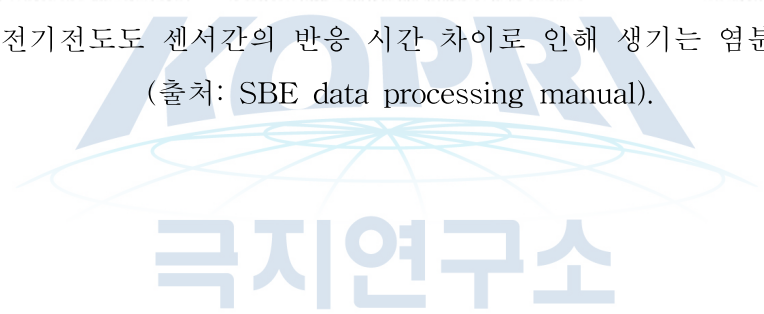 전기전도도 센서간의 반응 시간 차이로 인해 생기는 염분
(출처: SBE data processing manual).
KOPRI
극지연구소